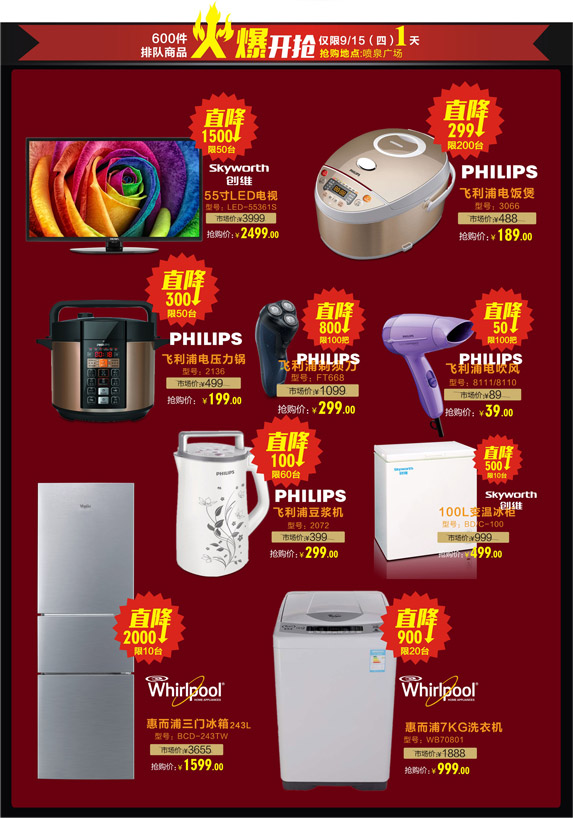 600件
排队商品
火爆开抢
仅限9/15（四）1天
抢购地点:喷泉广场
直降
1500
限50台
Skyworth
创维
55寸LED电视
型号：LED-55361S
市场价:¥3999
抢购价:¥2499.00
直降
299
限200台
PHILIPS
飞利浦电饭煲
型号：3066
市场价:¥488
抢购价:¥189.00
直降
300
限50台
PHILIPS
飞利浦电压力锅
型号：2136
市场价:¥499
抢购价:¥199.00
直降
800
限100把
PHILIPS
飞利浦剃须刀
型号：FT668
市场价:¥1099
抢购价:¥299.00
直降
50
限100把
PHILIPS
飞利浦电吹风
型号：8111/8110
市场价:¥89
抢购价:¥39.00
PHILIPS
直降
100
限60台
PHILIPS
飞利浦豆浆机
型号：2072
市场价:¥399
抢购价:¥299.00
Skyworth
创维
直降
500
限10台
Skyworth
创维
100L变温冰柜
型号：BD/C-100
市场价:¥999
抢购价:¥499.00
直降
2000
限10台
Whirlpool
HOME APPLIANCES
惠而浦三门冰箱243L
型号：BCD-243TW
市场价:¥3655
抢购价:¥1599.00
直降
900
限20台
Whirlpool
HOME APPLIANCES
惠而浦7KG洗衣机
型号：WB70801
市场价:¥1888
抢购价:¥999.00